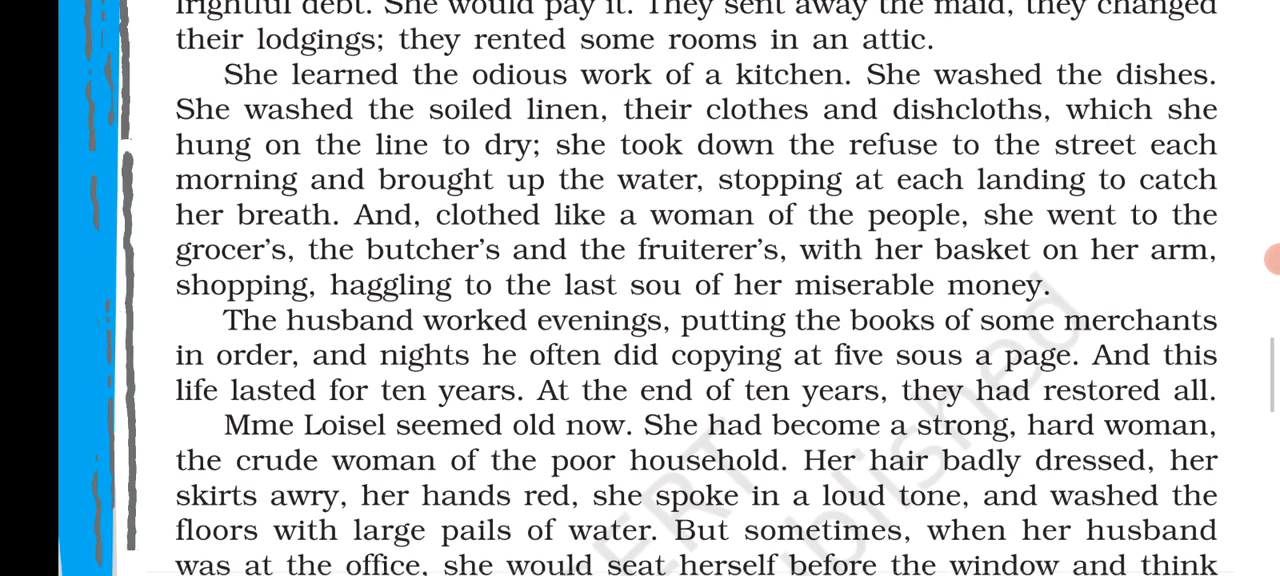 frightful debt. She would pay it. They sent away the maid, they changed
their lodgings; they rented some rooms in an attic.
She learned the odious work of a kitchen. She washed the dishes.
She washed the soiled linen, their clothes and dishcloths, which she
hung on the line to dry; she took down the refuse to the street each
morning and brought up the water, stopping at each landing to catch
her breath. And, clothed like a woman of the people, she went to the
grocer's, the butcher's and the fruiterer's, with her basket on her arm,
shopping, haggling to the last sou of her miserable money.
The husband worked evenings, putting the books of some merchants
in order, and nights he often did copying at five sous a page. And this
life lasted for ten years. At the end of ten years, they had restored all.
Mme Loisel seemed old now. She had become a strong, hard woman,
the crude woman of the poor household. Her hair badly dressed, her
skirts awry, her hands red, she spoke in a loud tone, and washed the
floors with large pails of water. But sometimes, when her husband
was at the office, she would seat herself before the window and think